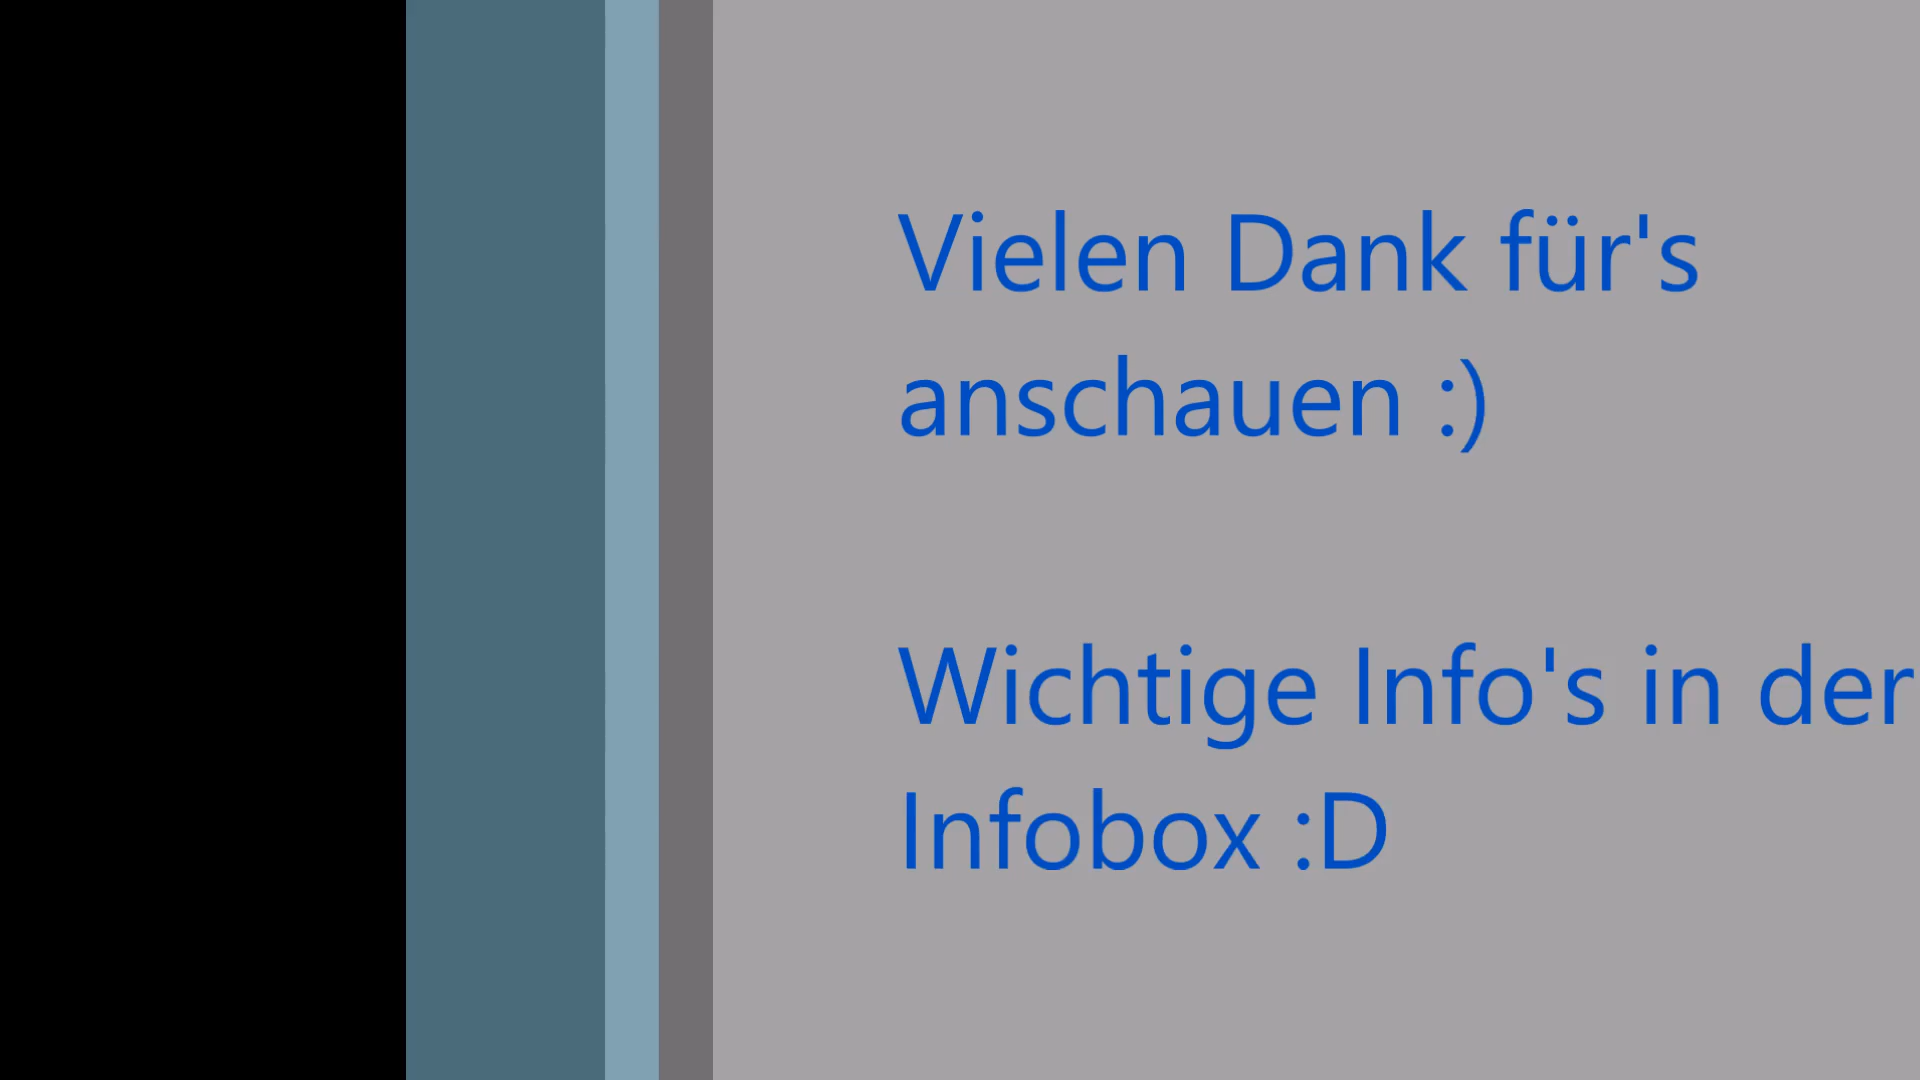 Vielen Dank für's
anschauen :)
Wichtige Info's in der
Infobox :D